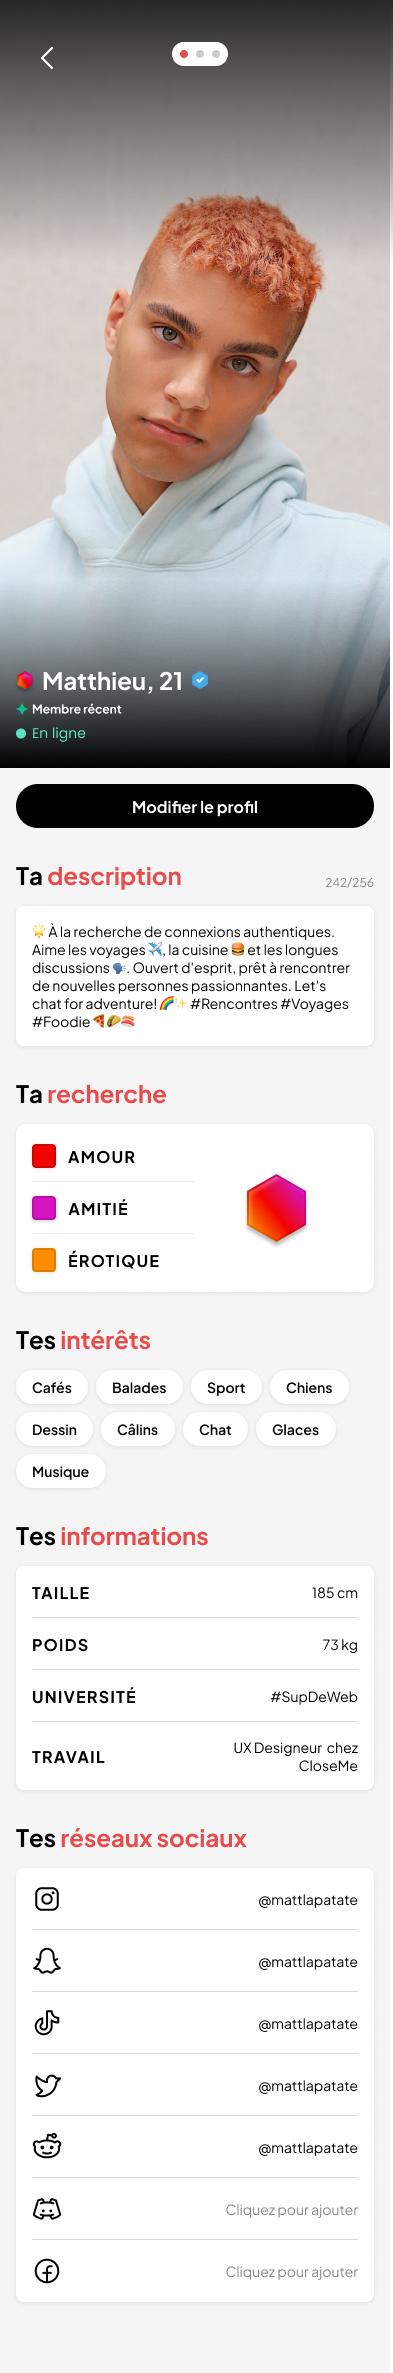 Matthieu, 21
Membre récent
En ligne
Modifier le profil
Ta description
242/256
🌟 À la recherche de connexions authentiques.
Aime les voyages ✈️, la cuisine 🍔 et les longues
discussions 🗣️. Ouvert d'esprit, prêt à rencontrer
de nouvelles personnes passionnantes. Let's
chat for adventure! 🌈✨ #Rencontres #Voyages
#Foodie 🍕🌮🍣
Ta recherche
AMOUR
AMITIÉ
ÉROTIQUE
Tes intérêts
Cafés Balades Sport Chiens
Dessin Câlins Chat Glaces
Musique
Tes informations
TAILLE 185 cm
POIDS 73 kg
UNIVERSITÉ #SupDeWeb
TRAVAIL UX Designeur chez
CloseMe
Tes réseaux sociaux
@mattlapatate
@mattlapatate
@mattlapatate
@mattlapatate
@mattlapatate
Cliquez pour ajouter
Cliquez pour ajouter